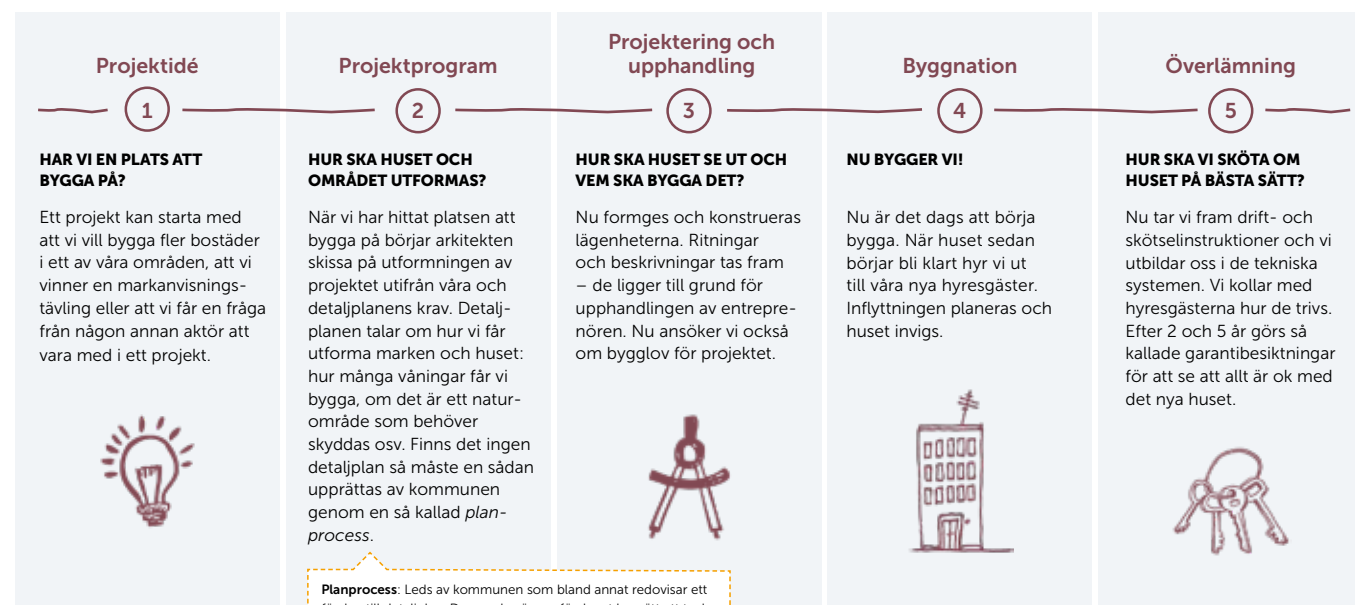 Projektidé
1
HAR VI EN PLATS ATT
BYGGA PÅ?
Ett projekt kan starta med
att vi vill bygga fler bostäder
i ett av våra områden, att vi
vinner en markanvisnings-
tävling eller att vi får en fråga
från någon annan aktör att
vara med i ett projekt.
Projektprogram
2
HUR SKA HUSET OCH
OMRÅDET UTFORMAS?
När vi har hittat platsen att
bygga på börjar arkitekten
skissa på utformningen av
projektet utifrån våra och
detaljplanens krav. Detalj-
planen talar om hur vi får
utforma marken och huset:
hur många våningar får vi
bygga, om det är ett natur-
område som behöver
skyddas osv. Finns det ingen
detaljplan så måste en sådan
upprättas av kommunen
genom en så kallad plan-
process.
Planprocess: Leds av kommunen som bland annat redovisar ett
Projektering och
upphandling
3
HUR SKA HUSET SE UT OCH
VEM SKA BYGGA DET?
Nu formges och konstrueras
lägenheterna. Ritningar
och beskrivningar tas fram
– de ligger till grund för
upphandlingen av entrepre-
nören. Nu ansöker vi också
om bygglov för projektet.
Byggnation
4
NU BYGGER VI!
Nu är det dags att börja
bygga. När huset sedan
börjar bli klart hyr vi ut
till våra nya hyresgäster.
Inflyttningen planeras och
huset invigs.
Överlämning
5
HUR SKA VI SKÖTA OM
HUSET PÅ BÄSTA SÄTT?
Nu tar vi fram drift- och
skötselinstruktioner och vi
utbildar oss i de tekniska
systemen. Vi kollar med
hyresgästerna hur de trivs.
Efter 2 och 5 år görs så
kallade garantibesiktningar
för att se att allt är ok med
det nya huset.